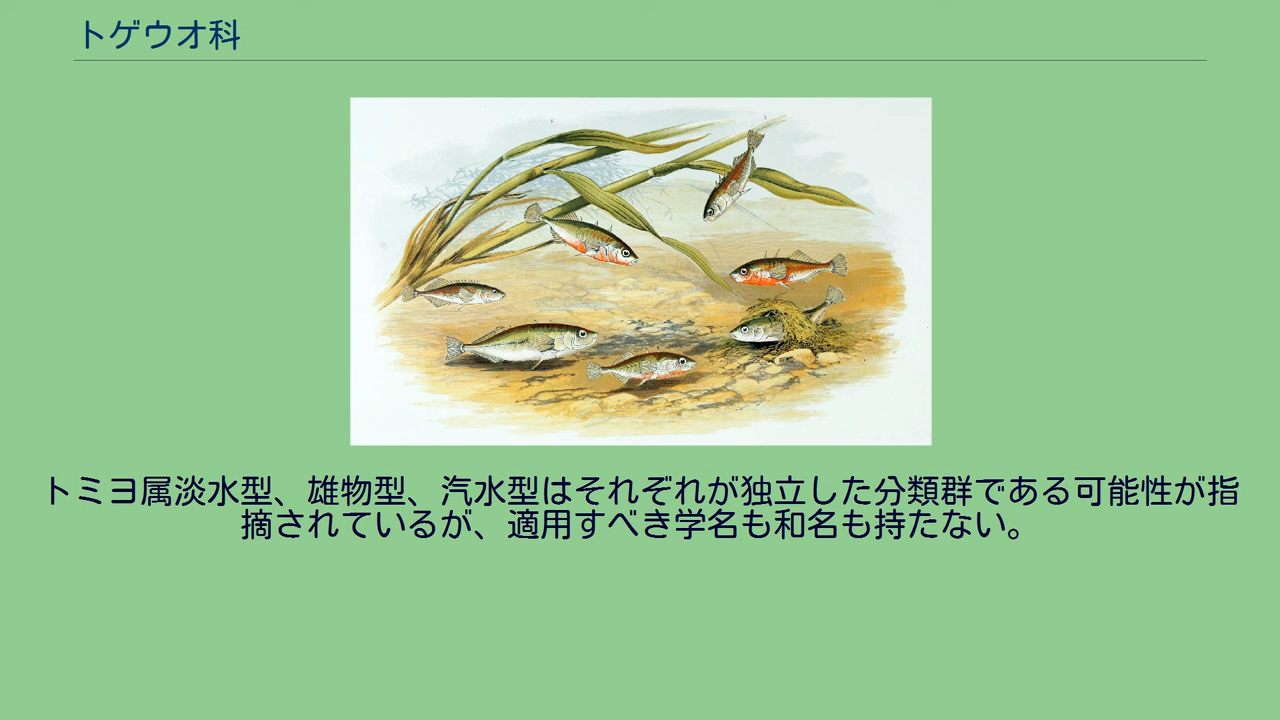 トゲウオ科
トミヨ属淡水型、雄物型、汽水型はそれぞれが独立した分類群である可能性が指
摘されているが、適用すべき学名も和名も持たない。